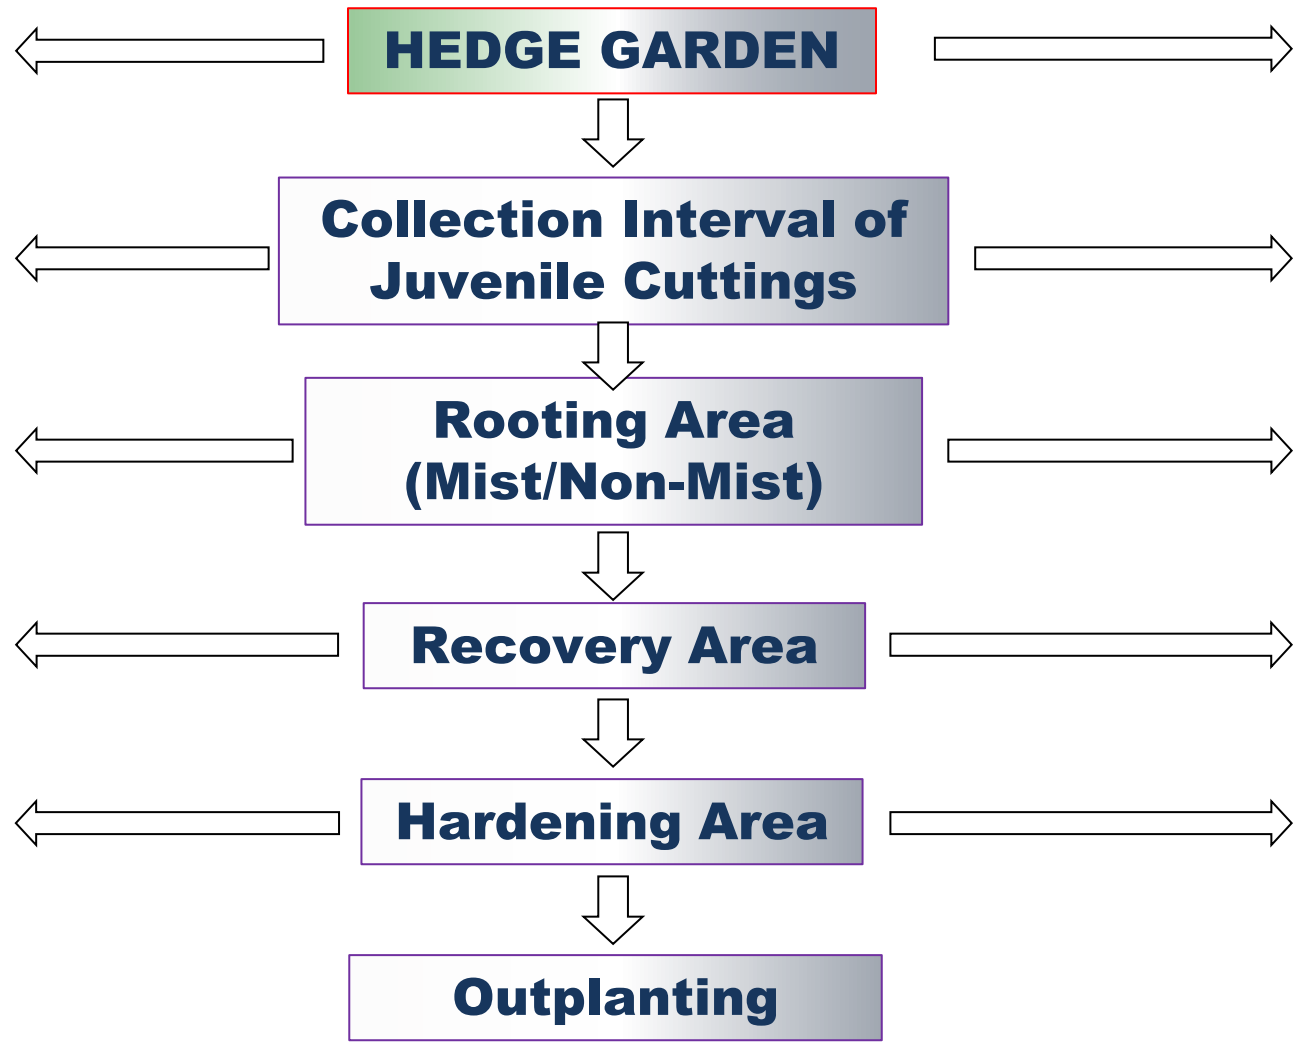 HEDGE GARDEN
Collection Interval of
Juvenile Cuttings
Rooting Area
(Mist/Non-Mist)
Recovery Area
Hardening Area
Outplanting